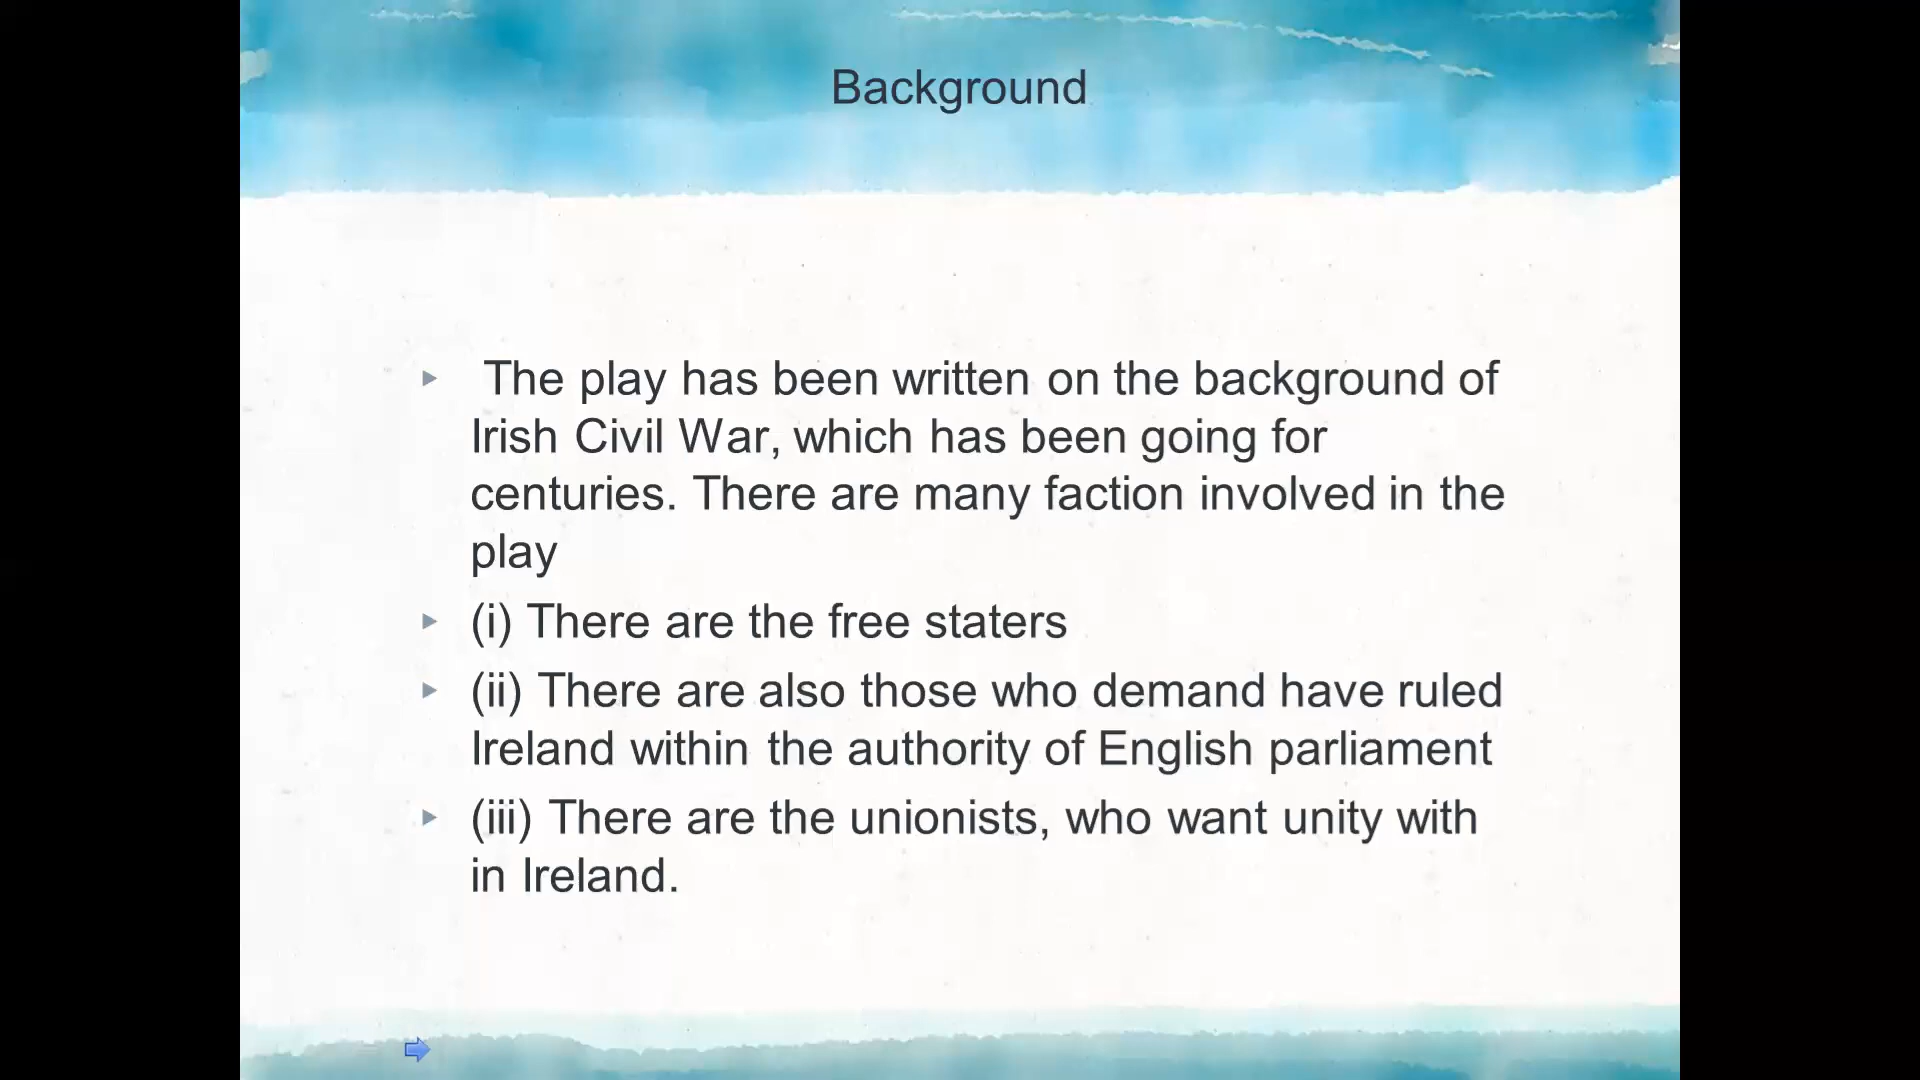 Background
The play has been written on the background of
Irish Civil War, which has been going for
centuries. There are many faction involved in the
play
(i) There are the free staters
(ii) There are also those who demand have ruled
Ireland within the authority of English parliament
(iii) There are the unionists, who want unity with
in Ireland.